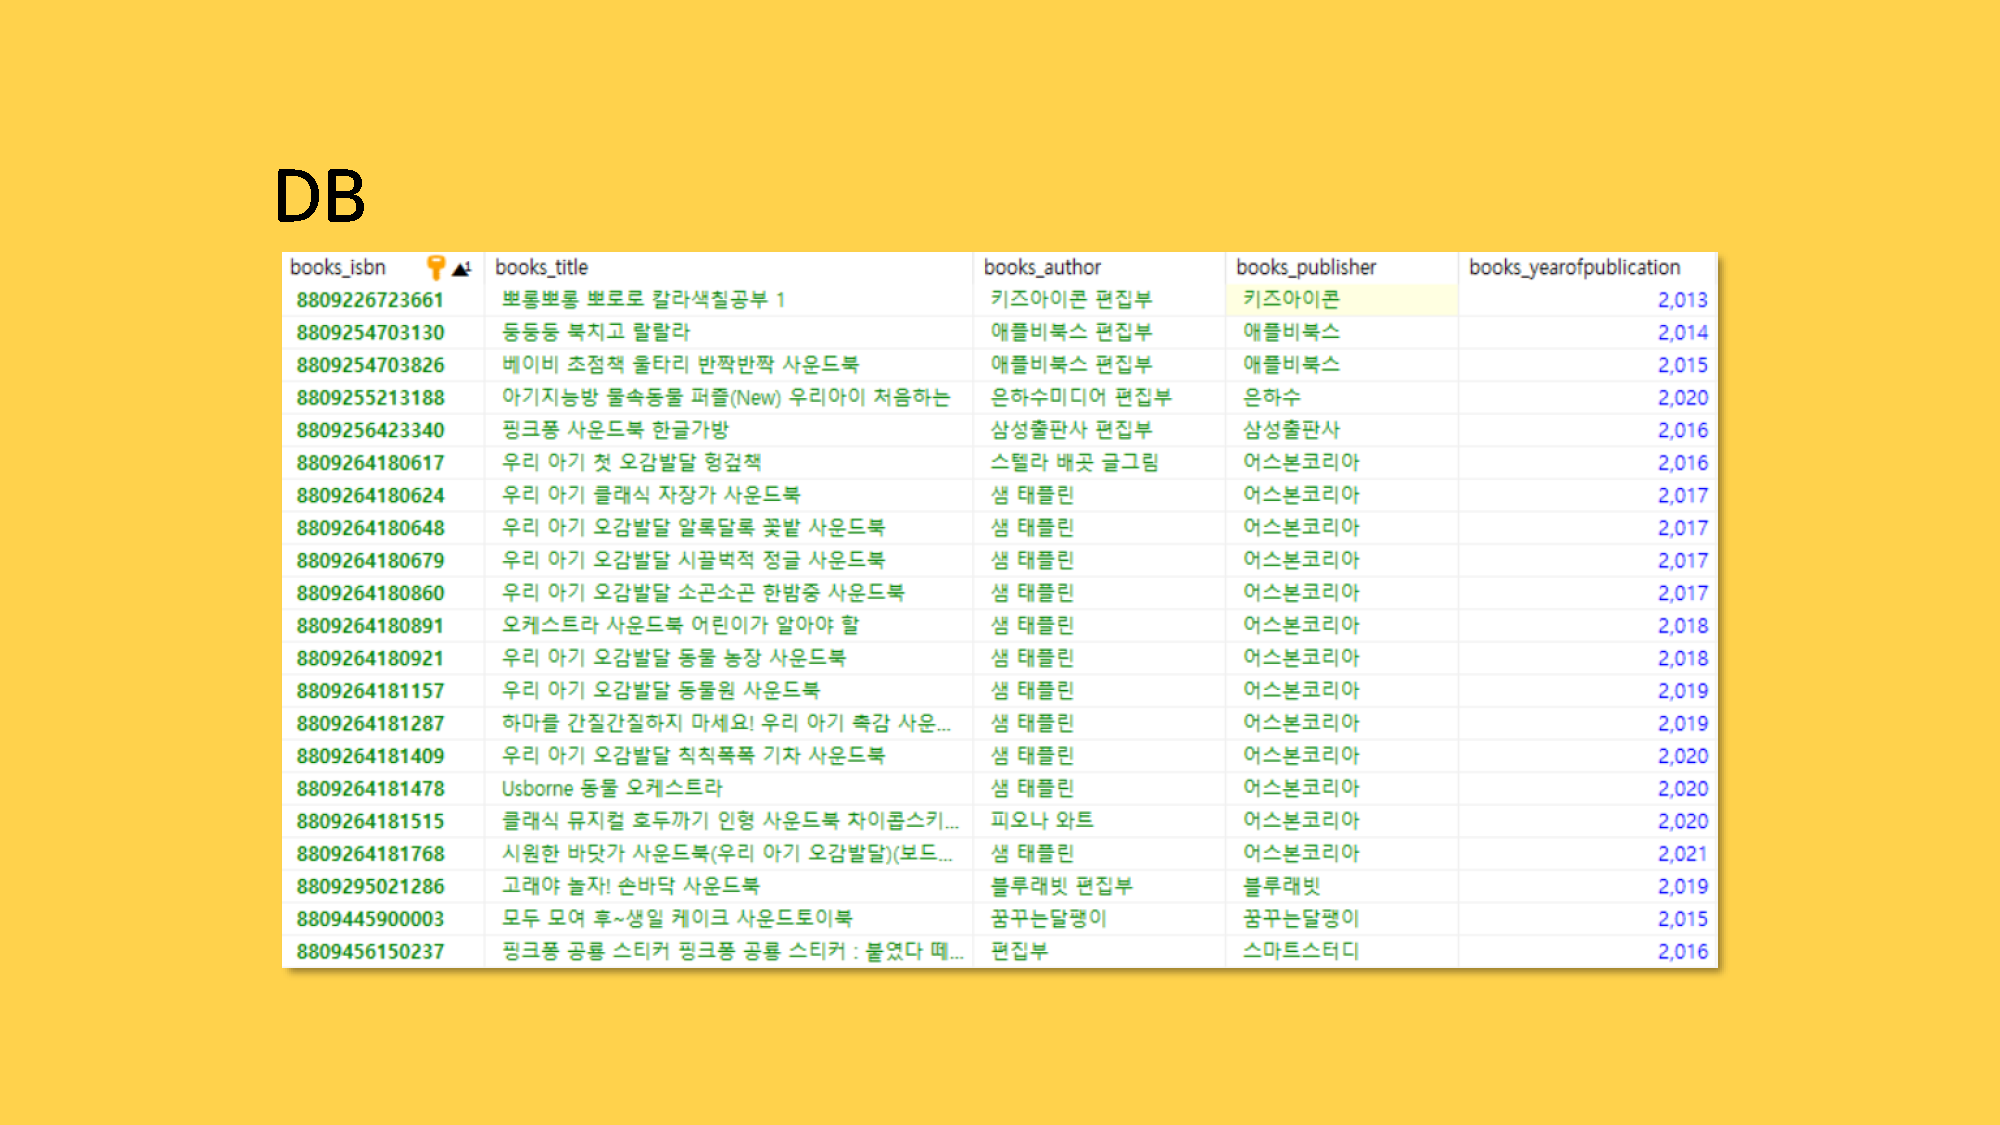 DB
books_isbn 1 books_title books_author books_publisher books_yearofpublication
8809226723661 뽀롱뽀롱 뽀로로 칼라색칠공부 1 키즈아이콘 편집부 키즈아이콘 2,013
8809254703130 둥둥둥 북치고 랄랄라 애플비북스 편집부 애플비북스 2,014
8809254703826 베이비 초점책 울타리 반짝반짝 사운드북 애플비북스 편집부 애플비북스 2,015
8809255213188 아기지능방 물속동물 퍼즐(New) 우리아이 처음하는 은하수미디어 편집부 은하수 2,020
8809256423340 핑크퐁 사운드북 한글가방 삼성출판사 편집부 삼성출판사 2,016
8809264180617 우리 아기 첫 오감발달 헝겊책 스텔라 배곳 글그림 어스본코리아 2,016
8809264180624 우리 아기 클래식 자장가 사운드북 샘 태플린 어스본코리아 2,017
8809264180648 우리 아기 오감발달 알록달록 꽃밭 사운드북 샘 태플린 어스본코리아 2,017
8809264180679 우리 아기 오감발달 시끌벅적 정글 사운드북 샘 태플린 어스본코리아 2,017
8809264180860 우리 아기 오감발달 소곤소곤 한밤중 사운드북 샘 태플린 어스본코리아 2,017
8809264180891 오케스트라 사운드북 어린이가 알아야 할 샘 태플린 어스본코리아 2,018
8809264180921 우리 아기 오감발달 동물 농장 사운드북 샘 태플린 어스본코리아 2,018
8809264181157 우리 아기 오감발달 동물원 사운드북 샘 태플린 어스본코리아 2,019
8809264181287 하마를 간질간질하지 마세요! 우리 아기 촉감 사운... 샘 태플린 어스본코리아 2,019
8809264181409 우리 아기 오감발달 칙칙폭폭 기차 사운드북 샘 태플린 어스본코리아 2,020
8809264181478 Usborne 동물 오케스트라 샘 태플린 어스본코리아 2,020
8809264181515 클래식 뮤지컬 호두까기 인형 사운드북 차이콥스키... 피오나 와트 어스본코리아 2,020
8809264181768 시원한 바닷가 사운드북(우리 아기 오감발달)(보드... 샘 태플린 어스본코리아 2,021
8809295021286 고래야 놀자! 손바닥 사운드북 블루래빗 편집부 블루래빗 2,019
8809445900003 모두 모여 후~생일 케이크 사운드토이북 꿈꾸는달팽이 꿈꾸는달팽이 2,015
8809456150237 핑크퐁 공룡 스티커 핑크퐁 공룡 스티커 : 붙였다 떼... 편집부 스마트스터디 2,016